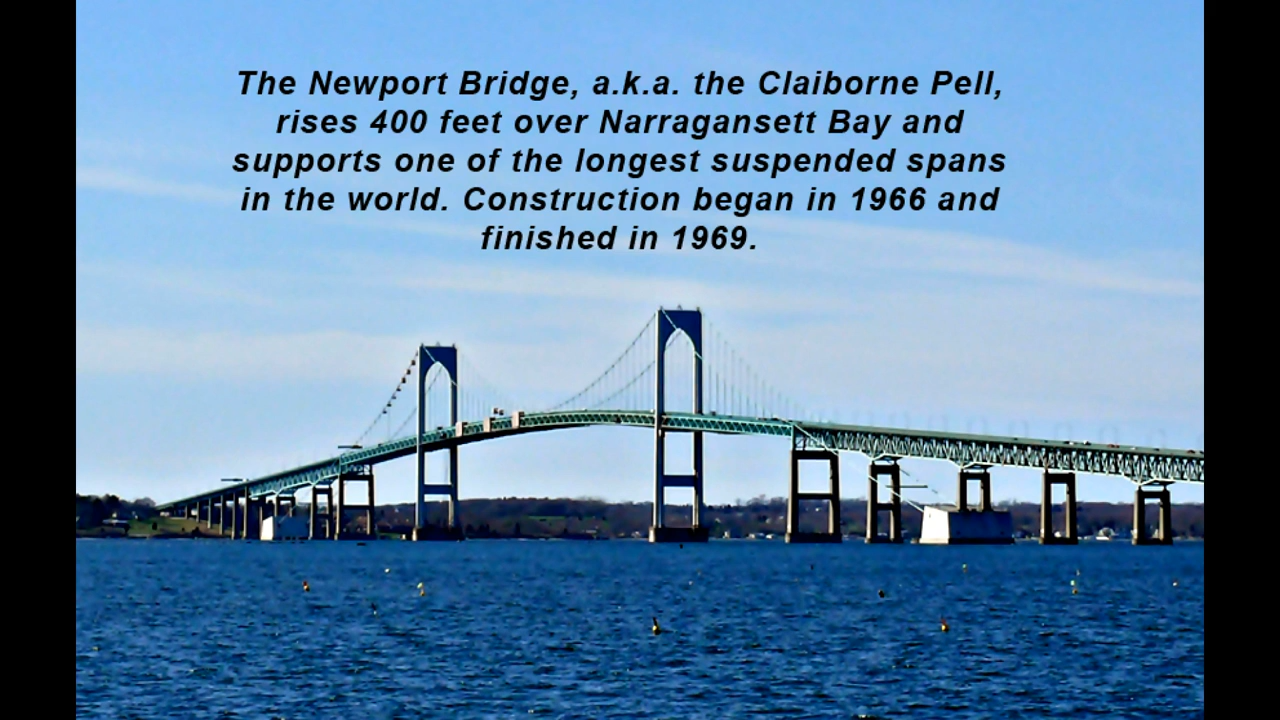 The Newport Bridge, a.k.a. the Claiborne Pell,
rises 400 feet over Narragansett Bay and
supports one of the longest suspended spans
in the world. Construction began in 1966 and
finished in 1969.